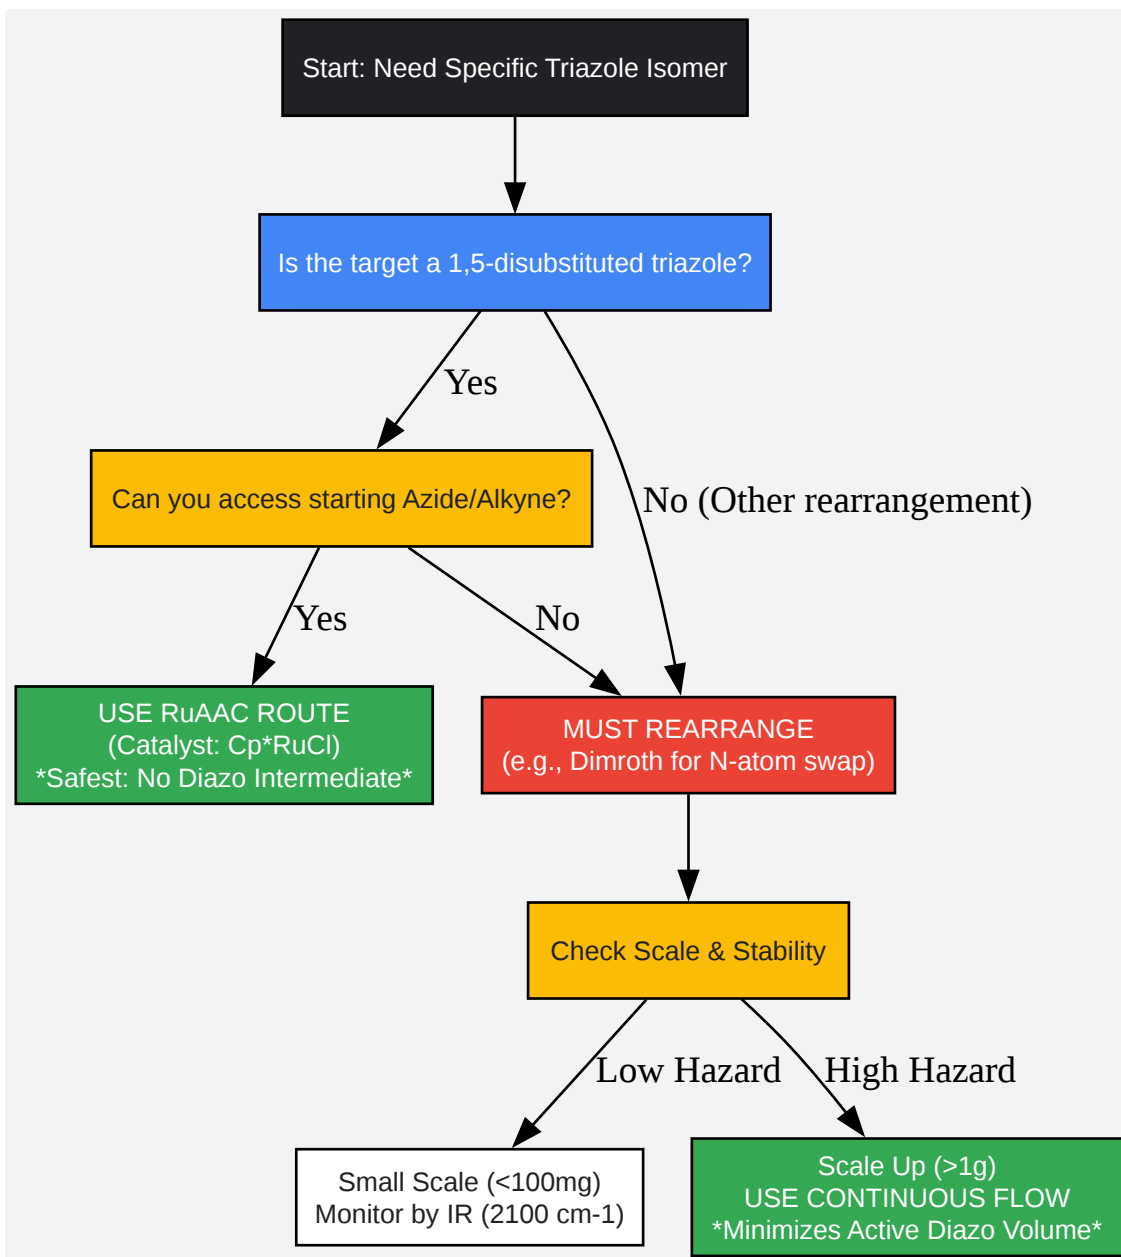 Start: Need Specific Triazole Isomer
Is the target a 1,5-disubstituted triazole?
Yes
Can you access starting Azide/Alkyne?
No (Other rearrangement)
Yes
No
USE RuAAC ROUTE
(Catalyst: Cp*RuCl)
*Safest: No Diazo Intermediate*
MUST REARRANGE
(e.g., Dimroth for N-atom swap)
Check Scale & Stability
Low Hazard
High Hazard
Small Scale (<100mg)
Monitor by IR (2100 cm-1)
Scale Up (>1g)
USE CONTINUOUS FLOW
*Minimizes Active Diazo Volume*